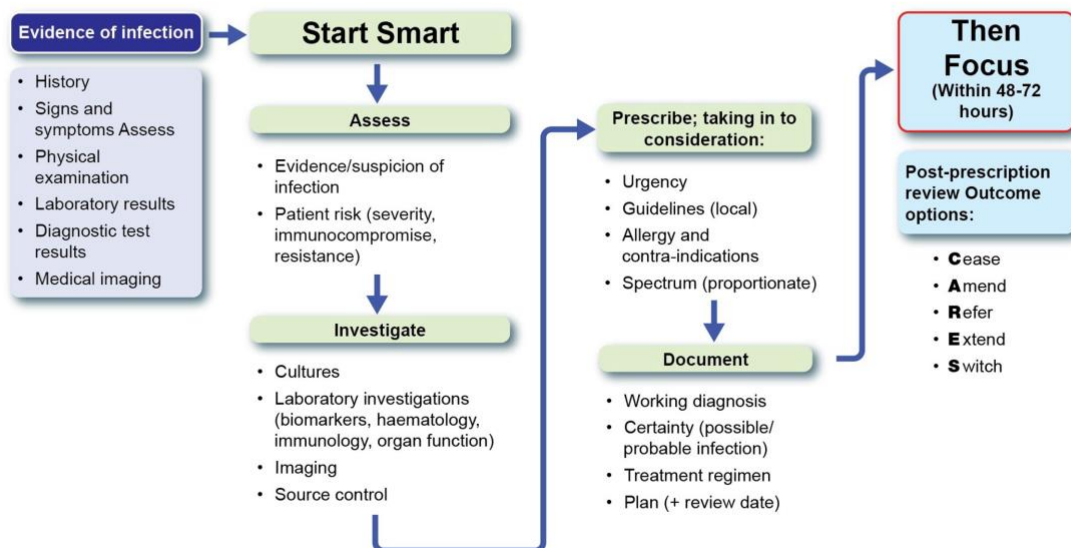 Evidence of infection
• History
• Signs and
symptoms Assess
• Physical
examination
• Laboratory results
• Diagnostic test
results
• Medical imaging
Start Smart
Assess
• Evidence/suspicion of
infection
• Patient risk (severity,
immunocompromise,
resistance)
Investigate
• Cultures
• Laboratory investigations
(biomarkers, haematology,
immunology, organ function)
• Imaging
• Source control
Prescribe; taking in to
consideration:
• Urgency
• Guidelines (local)
• Allergy and
contra-indications
• Spectrum (proportionate)
Document
• Working diagnosis
• Certainty (possible/
probable infection)
• Treatment regimen
• Plan (+ review date)
Then
Focus
(Within 48-72
hours)
Post-prescription
review Outcome
options:
• Cease
• Amend
• Refer
• Extend
• Switch